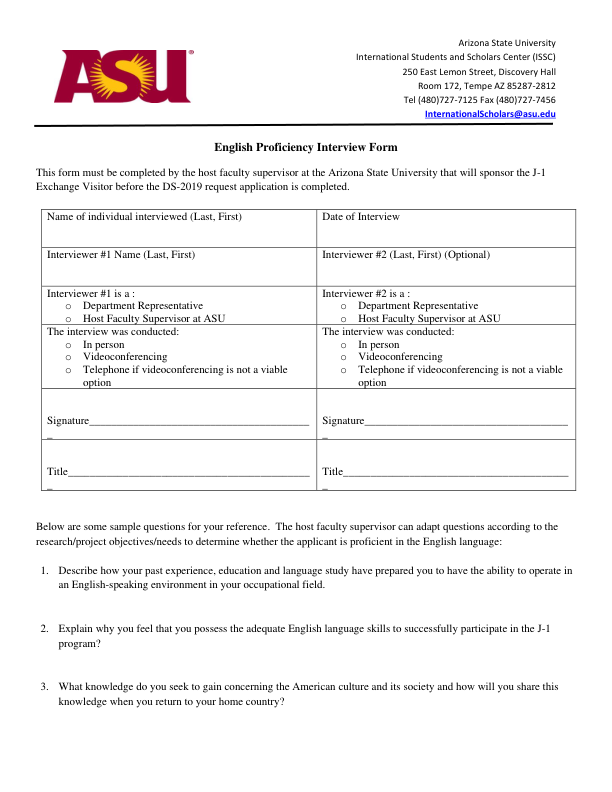 ASU
Arizona State University
International Students and Scholars Center (ISSC)
250 East Lemon Street, Discovery Hall
Room 172, Tempe AZ 85287-2812
Tel (480)727-7125 Fax (480)727-7456
InternationalScholars@asu.edu
English Proficiency Interview Form
This form must be completed by the host faculty supervisor at the Arizona State University that will sponsor the J-1
Exchange Visitor before the DS-2019 request application is completed.
Name of individual interviewed (Last, First)
Date of Interview
Interviewer #1 Name (Last, First)
Interviewer #2 (Last, First) (Optional)
Interviewer #1 is a :
o Department Representative
o Host Faculty Supervisor at ASU
Interviewer #2 is a :
o Department Representative
o Host Faculty Supervisor at ASU
The interview was conducted:
o In person
o Videoconferencing
o Telephone if videoconferencing is not a viable
option
The interview was conducted:
o In person
o Videoconferencing
o Telephone if videoconferencing is not a viable
option
Signature________________________________________
_
Signature_____________________________________
_
Title____________________________________________
_
Title_________________________________________
_
Below are some sample questions for your reference.  The host faculty supervisor can adapt questions according to the
research/project objectives/needs to determine whether the applicant is proficient in the English language:
1. Describe how your past experience, education and language study have prepared you to have the ability to operate in
an English-speaking environment in your occupational field.
2. Explain why you feel that you possess the adequate English language skills to successfully participate in the J-1
program?
3. What knowledge do you seek to gain concerning the American culture and its society and how will you share this
knowledge when you return to your home country?